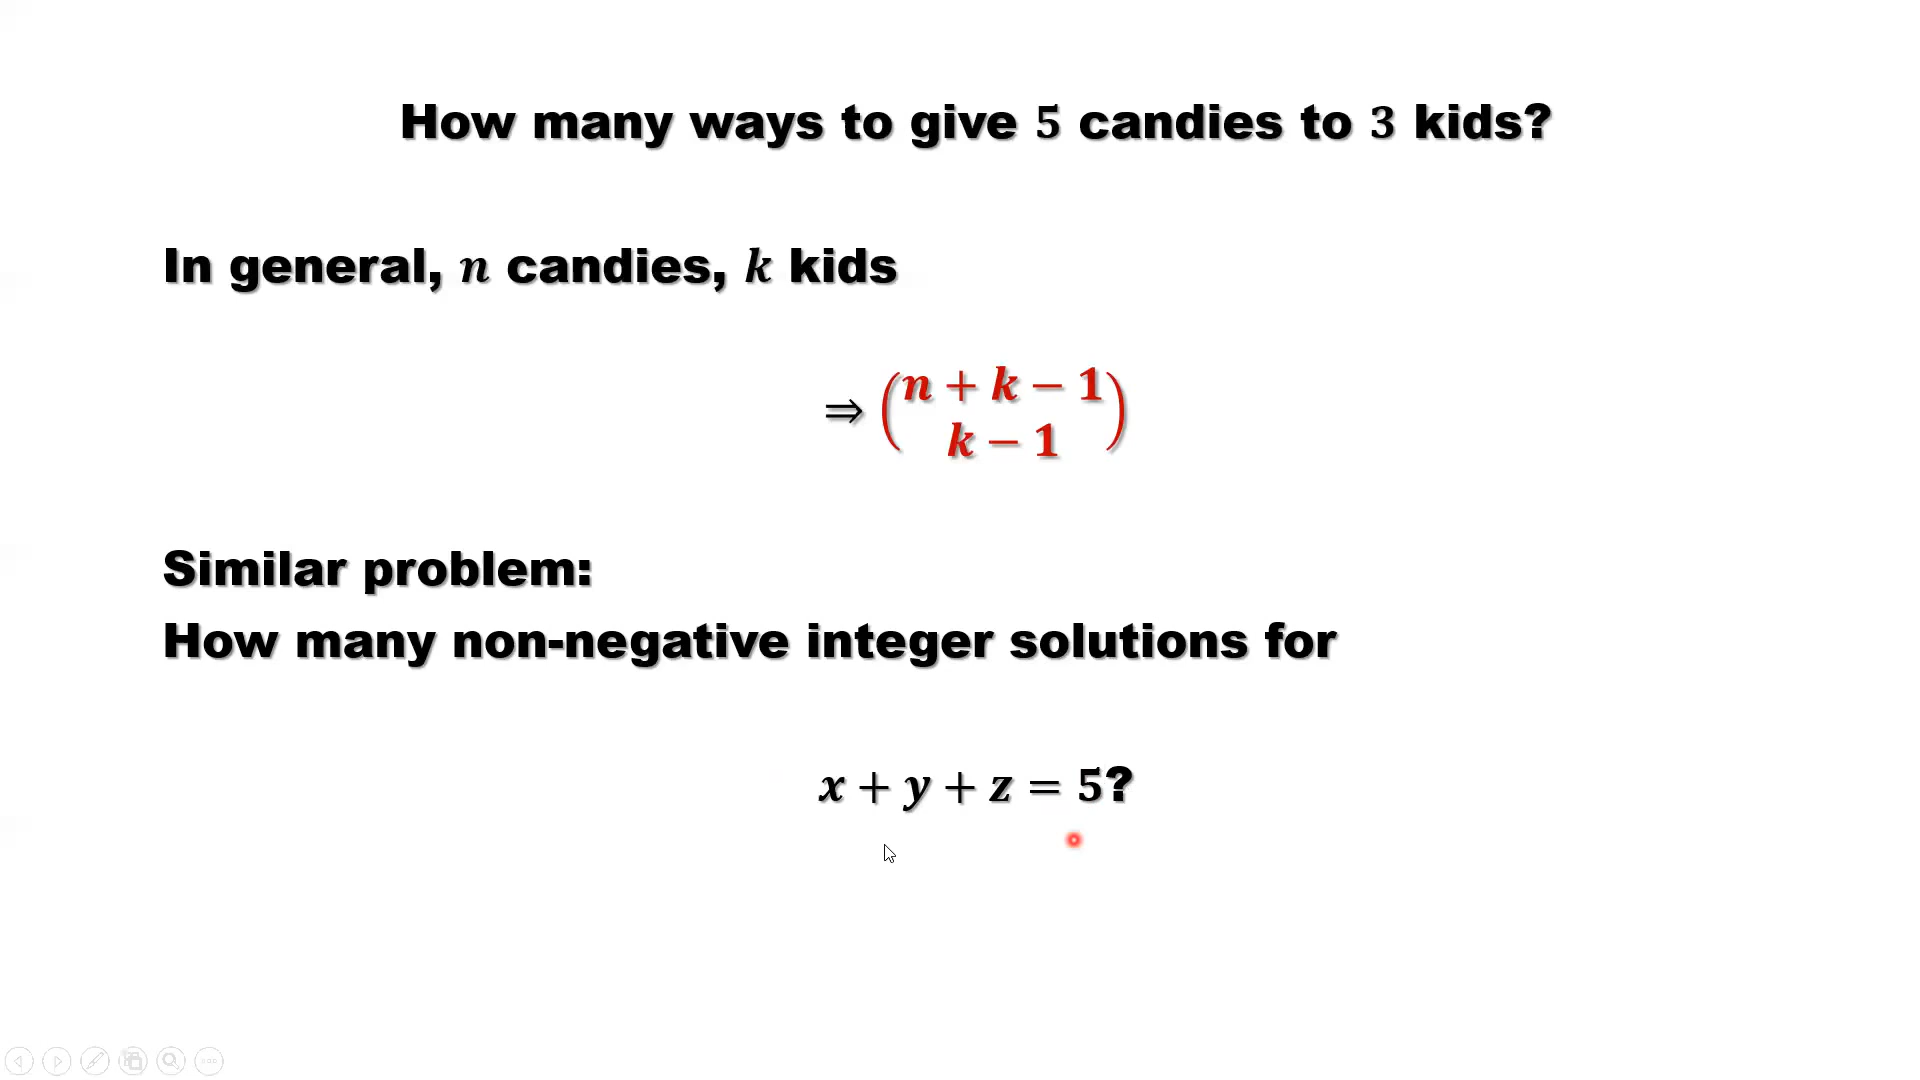 How many ways to give 5 candies to 3 kids?
In general, n candies, k kids
⇒ (n + k − 1
k − 1)
Similar problem:
How many non-negative integer solutions for
x + y + z = 5?